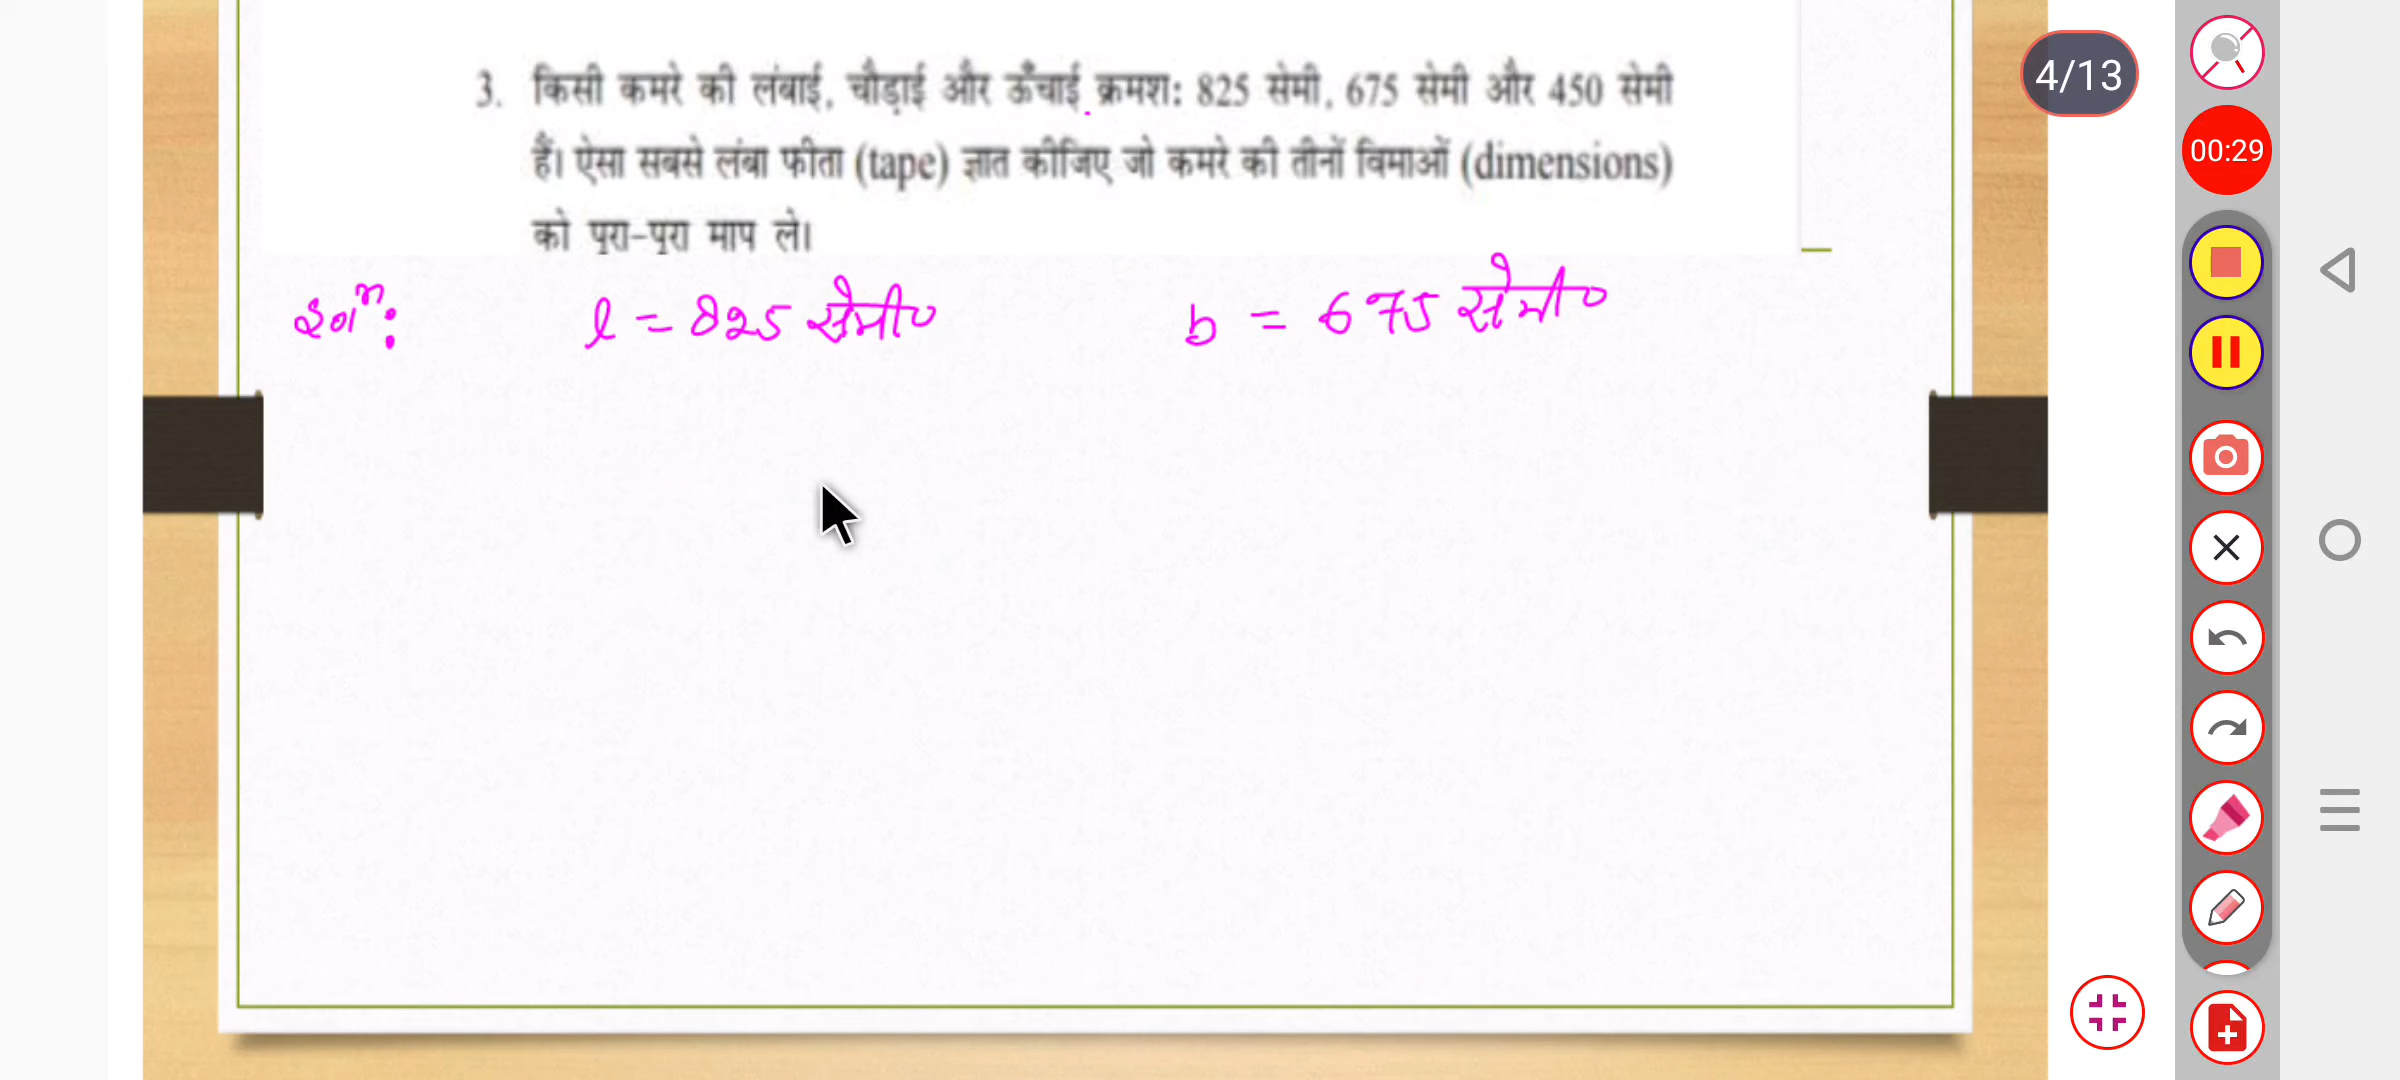 3. किसी कमरे की लंबाई, चौड़ाई और ऊँचाई क्रमश: 825 सेमी, 675 सेमी और 450 सेमी
हैं। ऐसा सबसे लंबा फीता (tape) ज्ञात कीजिए जो कमरे की तीनों विमाओं (dimensions)
को पूरा-पूरा माप ले।
Solⁿ: l = 825 सेमी० b = 675 सेमी०
4/13
00:29